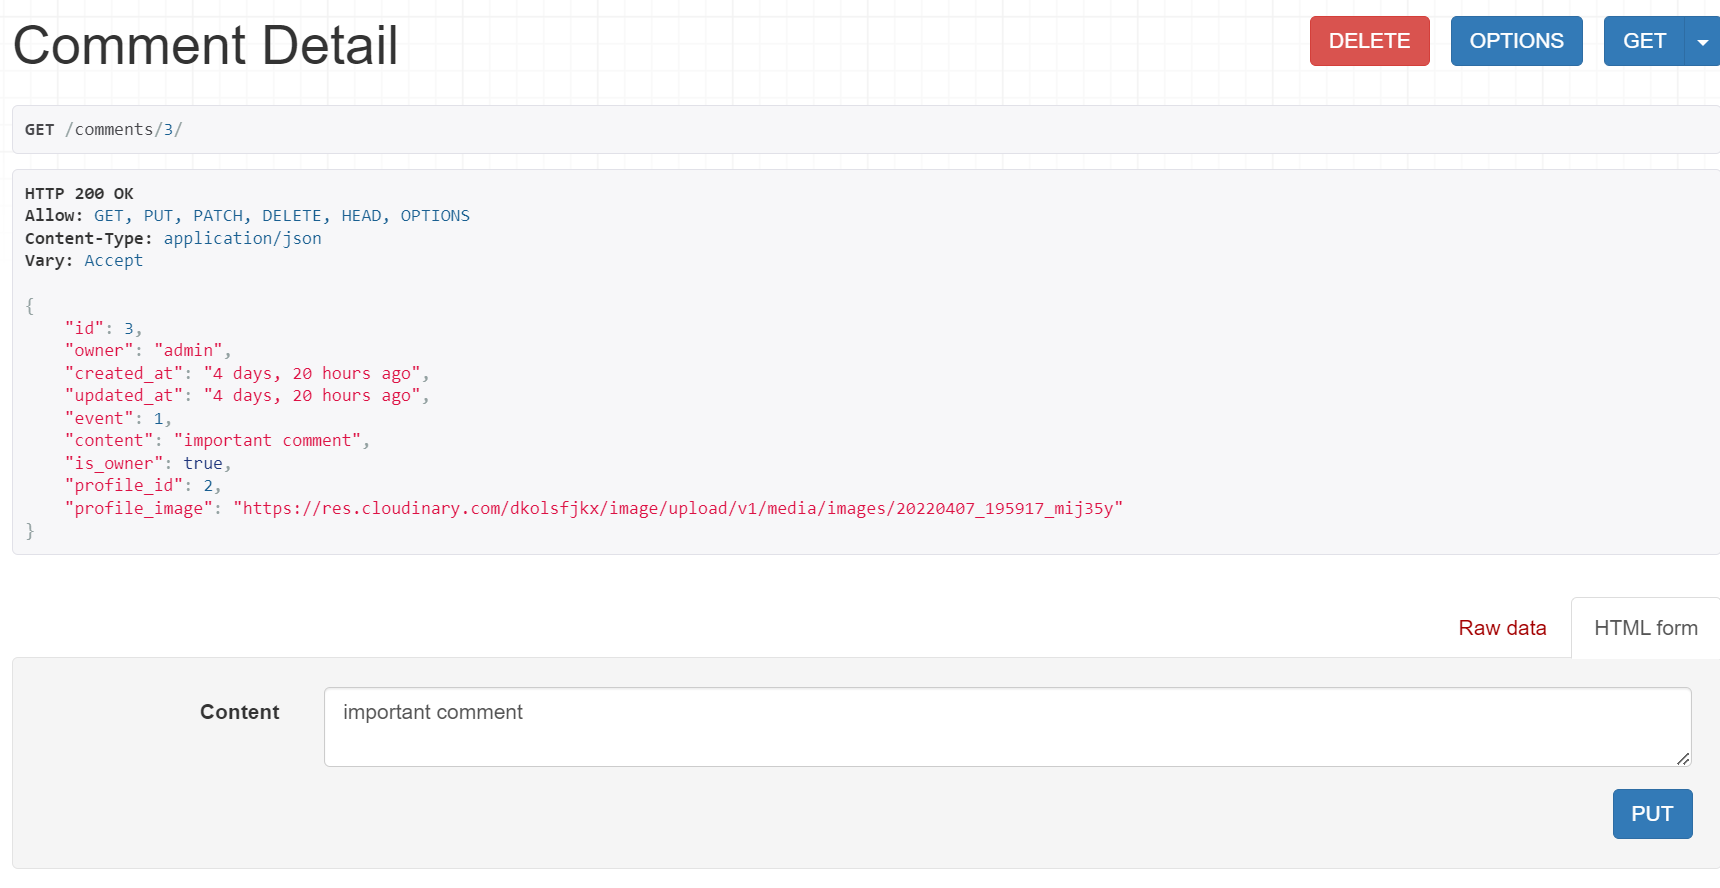 Comment Detail
DELETE OPTIONS GET
GET /comments/3/
HTTP 200 OK
Allow: GET, PUT, PATCH, DELETE, HEAD, OPTIONS
Content-Type: application/json
Vary: Accept
{
    "id": 3,
    "owner": "admin",
    "created_at": "4 days, 20 hours ago",
    "updated_at": "4 days, 20 hours ago",
    "event": 1,
    "content": "important comment",
    "is_owner": true,
    "profile_id": 2,
    "profile_image": "https://res.cloudinary.com/dkolsfjkx/image/upload/v1/media/images/20220407_195917_mij35y"
}
Raw data HTML form
Content important comment
PUT